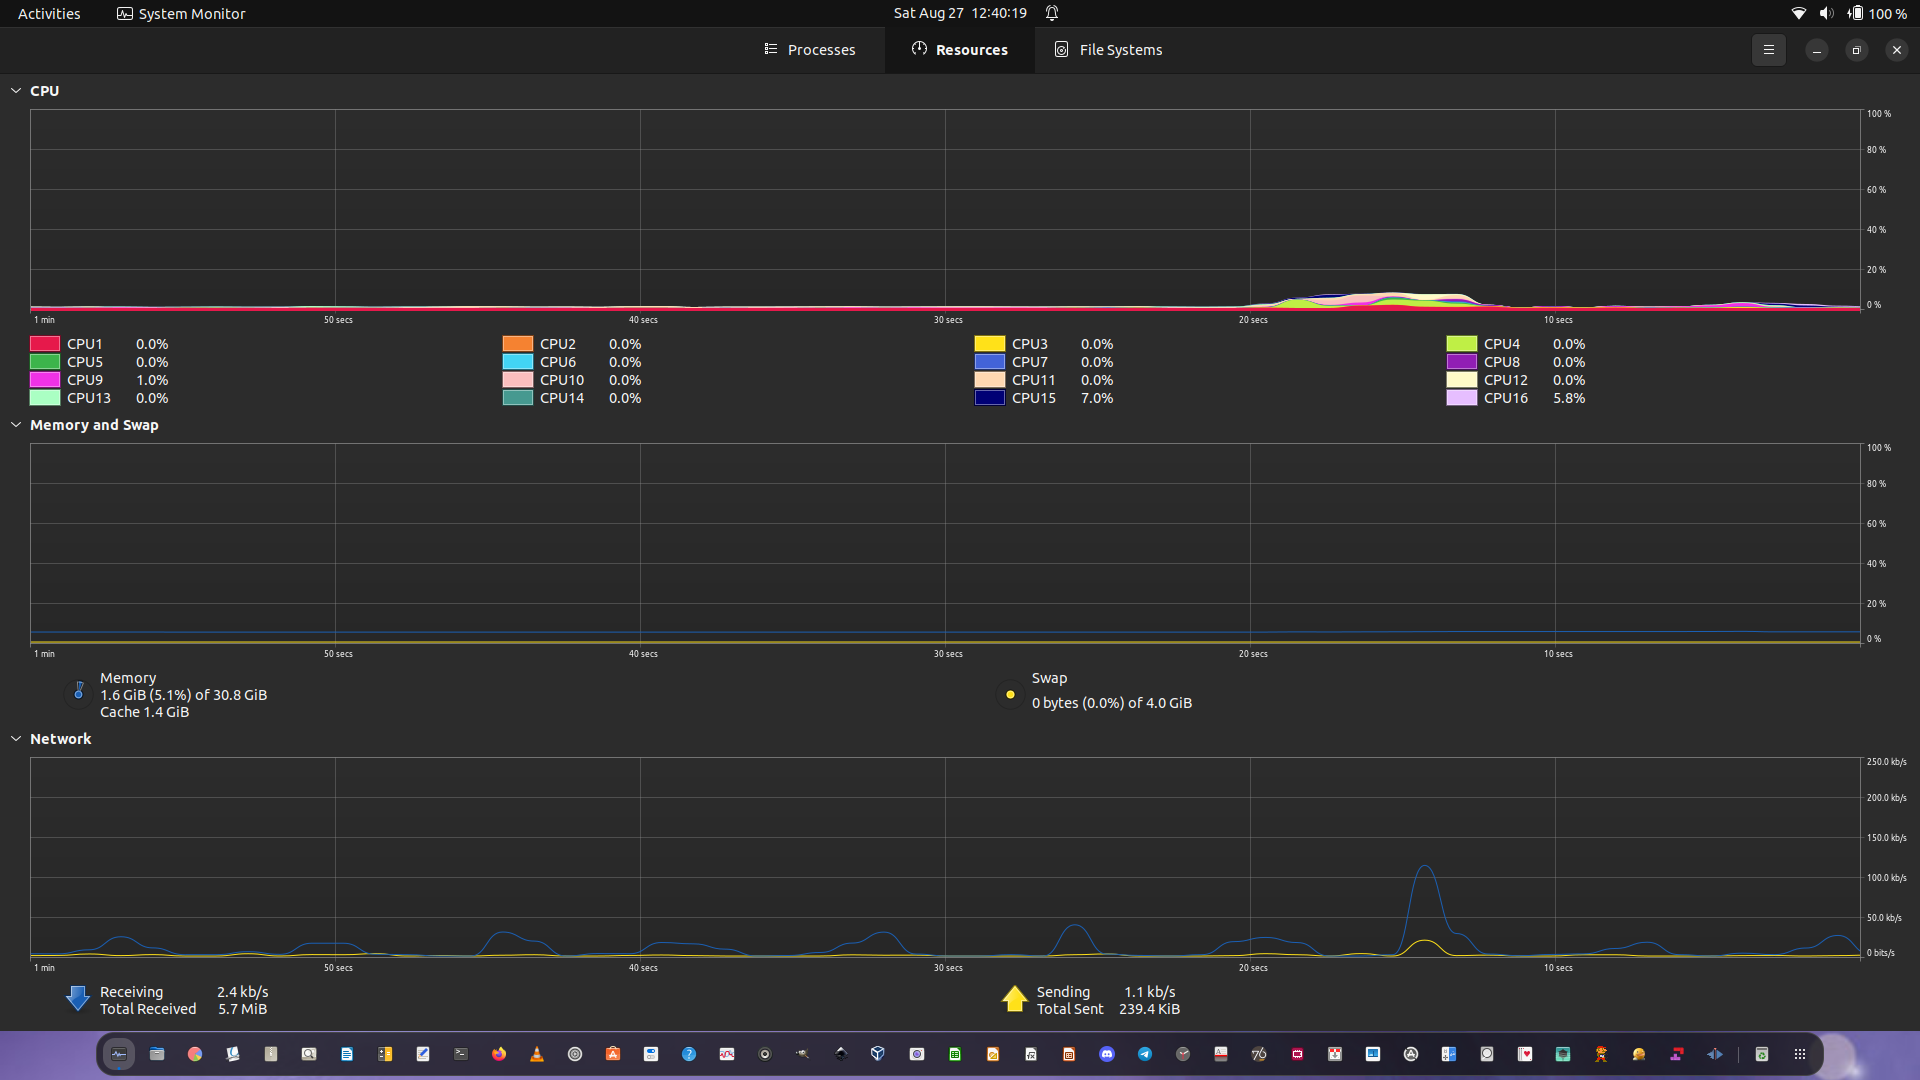 Activities System Monitor Sat Aug 27 12:40:19 100 %
Processes Resources File Systems
CPU
100 %
80 %
60 %
40 %
20 %
0 %
1 min 50 secs 40 secs 30 secs 20 secs 10 secs
CPU1 0.0% CPU2 0.0% CPU3 0.0% CPU4 0.0%
CPU5 0.0% CPU6 0.0% CPU7 0.0% CPU8 0.0%
CPU9 1.0% CPU10 0.0% CPU11 0.0% CPU12 0.0%
CPU13 0.0% CPU14 0.0% CPU15 7.0% CPU16 5.8%
Memory and Swap
100 %
80 %
60 %
40 %
20 %
0 %
1 min 50 secs 40 secs 30 secs 20 secs 10 secs
Memory
1.6 GiB (5.1%) of 30.8 GiB
Cache 1.4 GiB
Swap
0 bytes (0.0%) of 4.0 GiB
Network
250.0 kb/s
200.0 kb/s
150.0 kb/s
100.0 kb/s
50.0 kb/s
0 bits/s
1 min 50 secs 40 secs 30 secs 20 secs 10 secs
Receiving 2.4 kb/s
Total Received 5.7 MiB
Sending 1.1 kb/s
Total Sent 239.4 KiB
76